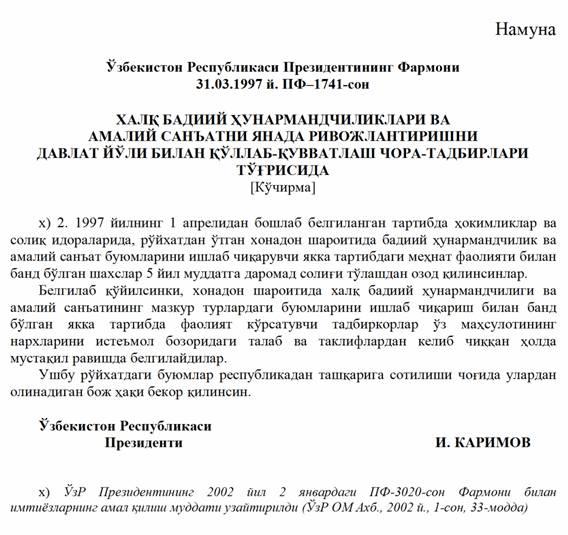 Намуна
Ўзбекистон Республикаси Президентининг Фармони
31.03.1997 й. ПФ–1741-сон
ХАЛҚ БАДИИЙ ҲУНАРМАНДЧИЛИКЛАРИ ВА
АМАЛИЙ САНЪАТНИ ЯНАДА РИВОЖЛАНТИРИШНИ
ДАВЛАТ ЙЎЛИ БИЛАН ҚЎЛЛАБ-ҚУВВАТЛАШ ЧОРА-ТАДБИРЛАРИ
ТЎҒРИСИДА
[Кўчирма]
х) 2. 1997 йилнинг 1 апрелидан бошлаб белгиланган тартибда ҳокимликлар ва
солиқ идораларида, рўйхатдан ўтган хонадон шароитида бадиий ҳунармандчилик ва
амалий санъат буюмларини ишлаб чиқарувчи якка тартибдаги меҳнат фаолияти билан
банд бўлган шахслар 5 йил муддатга даромад солиғи тўлашдан озод қилинсинлар.
Белгилаб қўйилсинки, хонадон шароитида халқ бадиий ҳунармандчилиги ва
амалий санъатининг мазкур турлардаги буюмларини ишлаб чиқариш билан банд
бўлган якка тартибда фаолият кўрсатувчи тадбиркорлар ўз маҳсулотининг
нархларини истеъмол бозоридаги талаб ва таклифлардан келиб чиққан ҳолда
мустақил равишда белгилайдилар.
Ушбу рўйхатдаги буюмлар республикадан ташқарига сотилиши чоғида улардан
олинадиган бож ҳақи бекор қилинсин.
Ўзбекистон Республикаси
Президенти И. КАРИМОВ
х) ЎзР Президентининг 2002 йил 2 январдаги ПФ-3020-сон Фармони билан
имтиёзларнинг амал қилиш муддати узайтирилди (ЎзР ОМ Ахб., 2002 й., 1-сон, 33-модда)